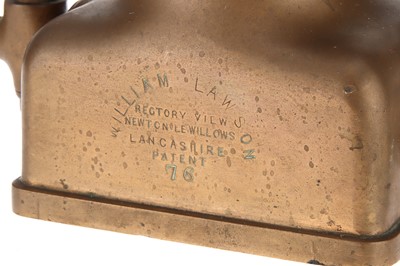 WILLIAM LAWSON
RECTORY VIEW
NEWTON LE WILLOWS
LANCASHIRE
PATENT
76